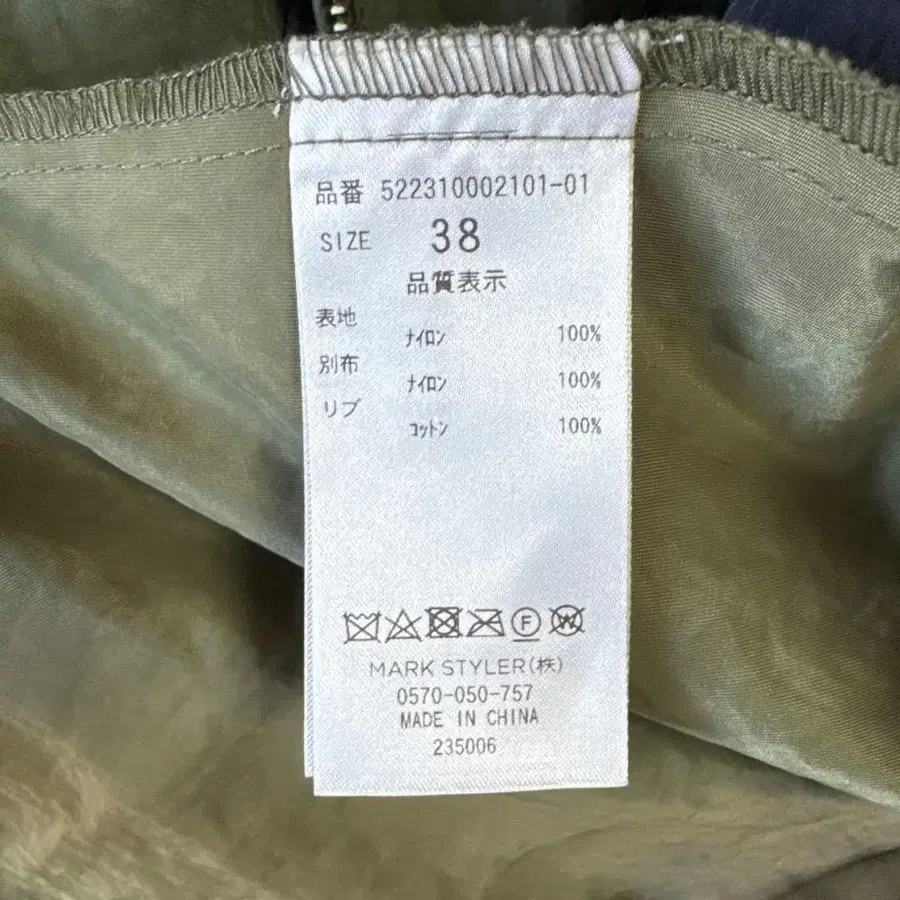 品番 522310002101-01
SIZE 38
品質表示
表地 ﾅｲﾛﾝ 100%
別布 ﾅｲﾛﾝ 100%
リブ ｺｯﾄﾝ 100%
F W
MARK STYLER(株)
0570-050-757
MADE IN CHINA
235006